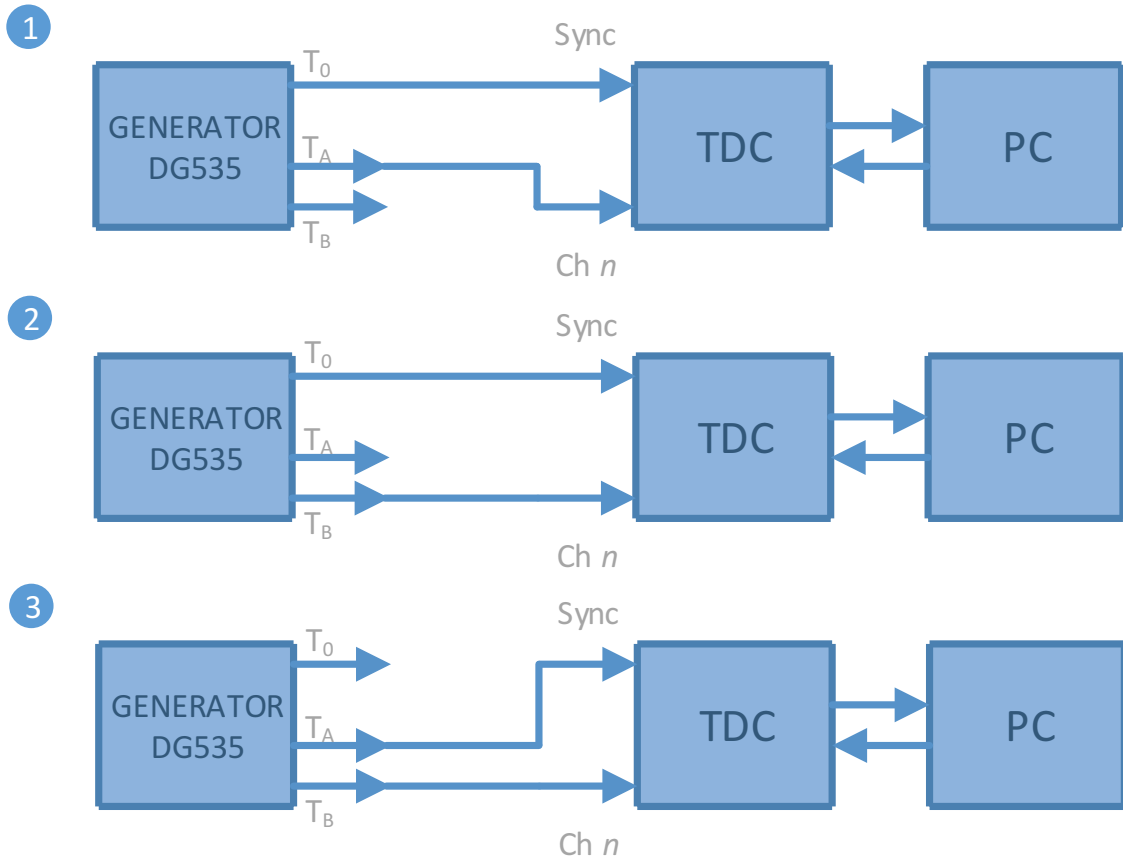 1
Sync
T0
GENERATOR
DG535
TA
TB
TDC
PC
Ch n
2
Sync
T0
GENERATOR
DG535
TA
TB
TDC
PC
Ch n
3
Sync
T0
GENERATOR
DG535
TA
TB
TDC
PC
Ch n